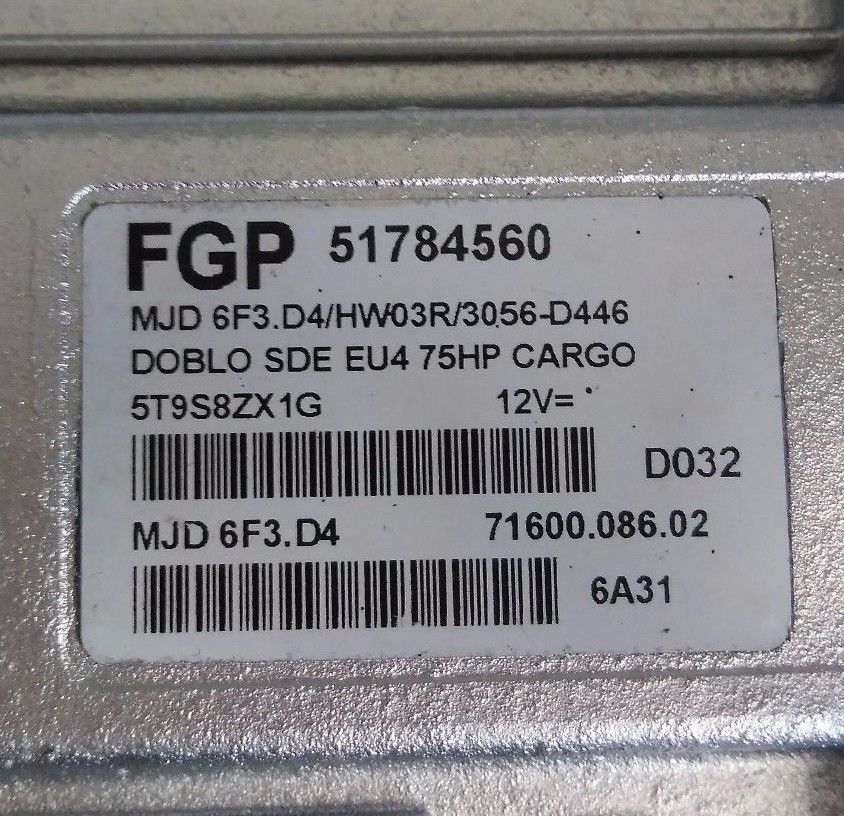 FGP 51784560
MJD 6F3.D4/HW03R/3056-D446
DOBLO SDE EU4 75HP CARGO
5T9S8ZX1G 12V=
D032
MJD 6F3.D4 71600.086.02
6A31